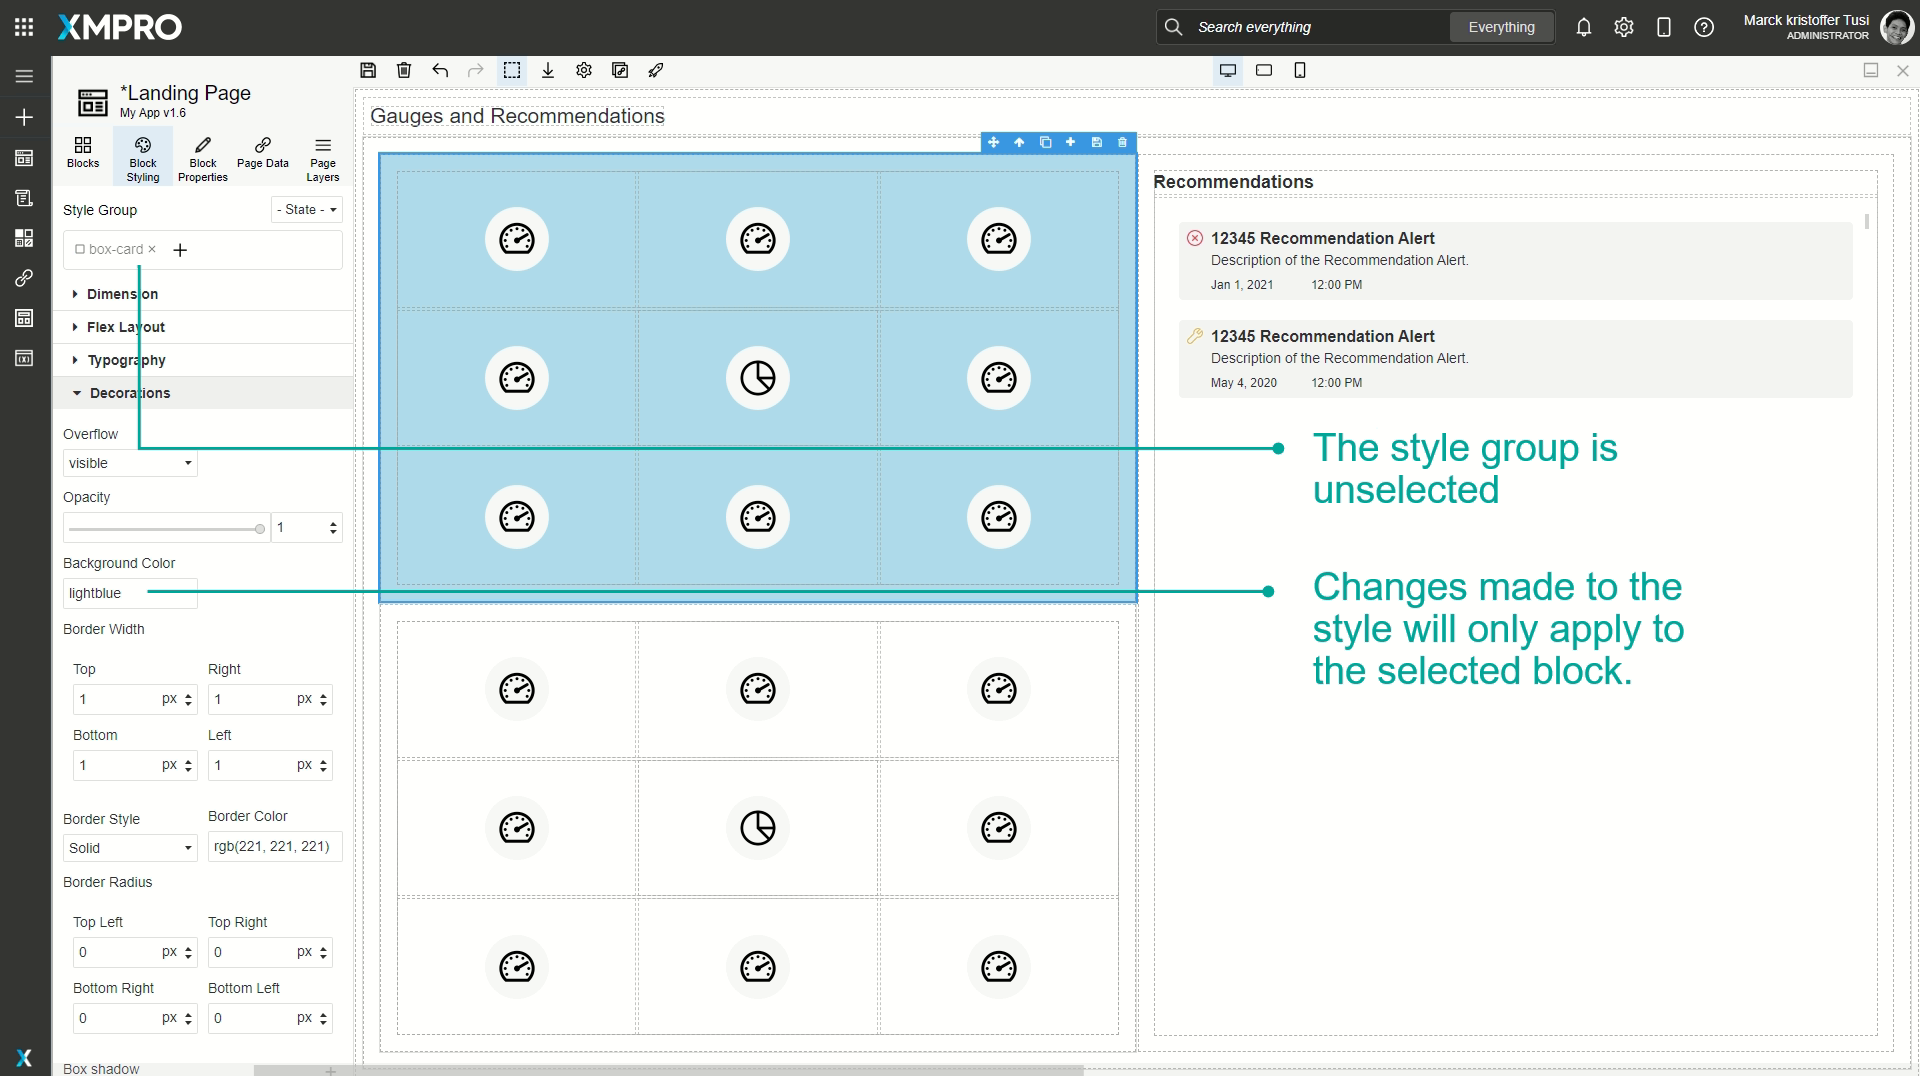 XMPRO
Search everything
Everything
Marck kristoffer Tusi
ADMINISTRATOR
*Landing Page
My App v1.6
Blocks
Block
Styling
Block
Properties
Page Data
Page
Layers
Style Group
- State -
box-card ×
+
Dimension
Flex Layout
Typography
Decorations
Overflow
visible
Opacity
1
Background Color
lightblue
Border Width
Top
Right
1 px
1 px
Bottom
Left
1 px
1 px
Border Style
Border Color
Solid
rgb(221, 221, 221)
Border Radius
Top Left
Top Right
0 px
0 px
Bottom Right
Bottom Left
0 px
0 px
Box shadow
Gauges and Recommendations
Recommendations
12345 Recommendation Alert
Description of the Recommendation Alert.
Jan 1, 2021 12:00 PM
12345 Recommendation Alert
Description of the Recommendation Alert.
May 4, 2020 12:00 PM
The style group is
unselected
Changes made to the
style will only apply to
the selected block.